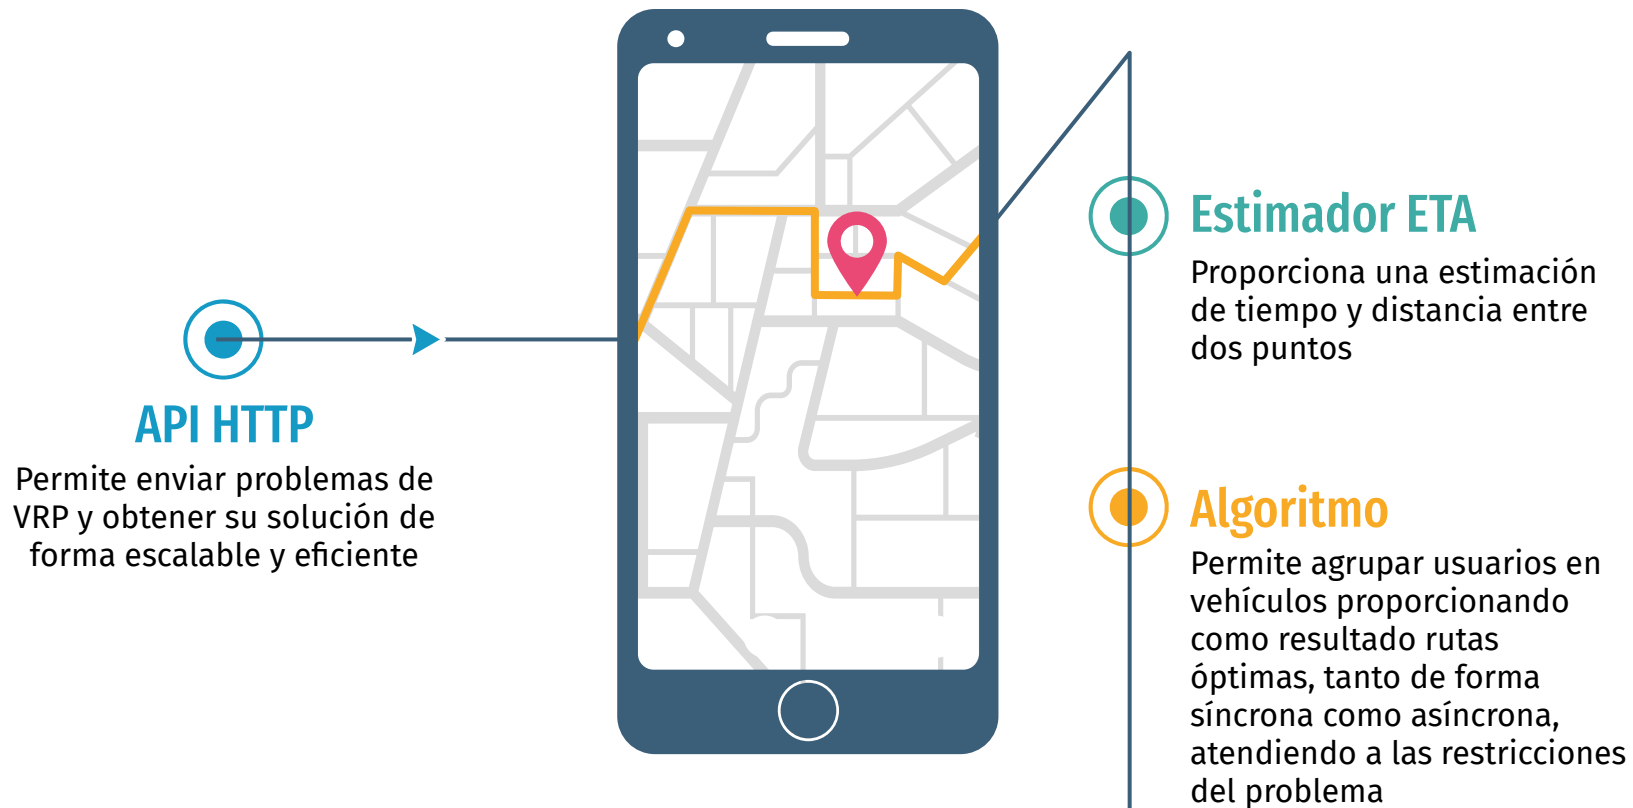 API HTTP
Permite enviar problemas de
VRP y obtener su solución de
forma escalable y eficiente
Estimador ETA
Proporciona una estimación
de tiempo y distancia entre
dos puntos
Algoritmo
Permite agrupar usuarios en
vehículos proporcionando
como resultado rutas
óptimas, tanto de forma
síncrona como asíncrona,
atendiendo a las restricciones
del problema